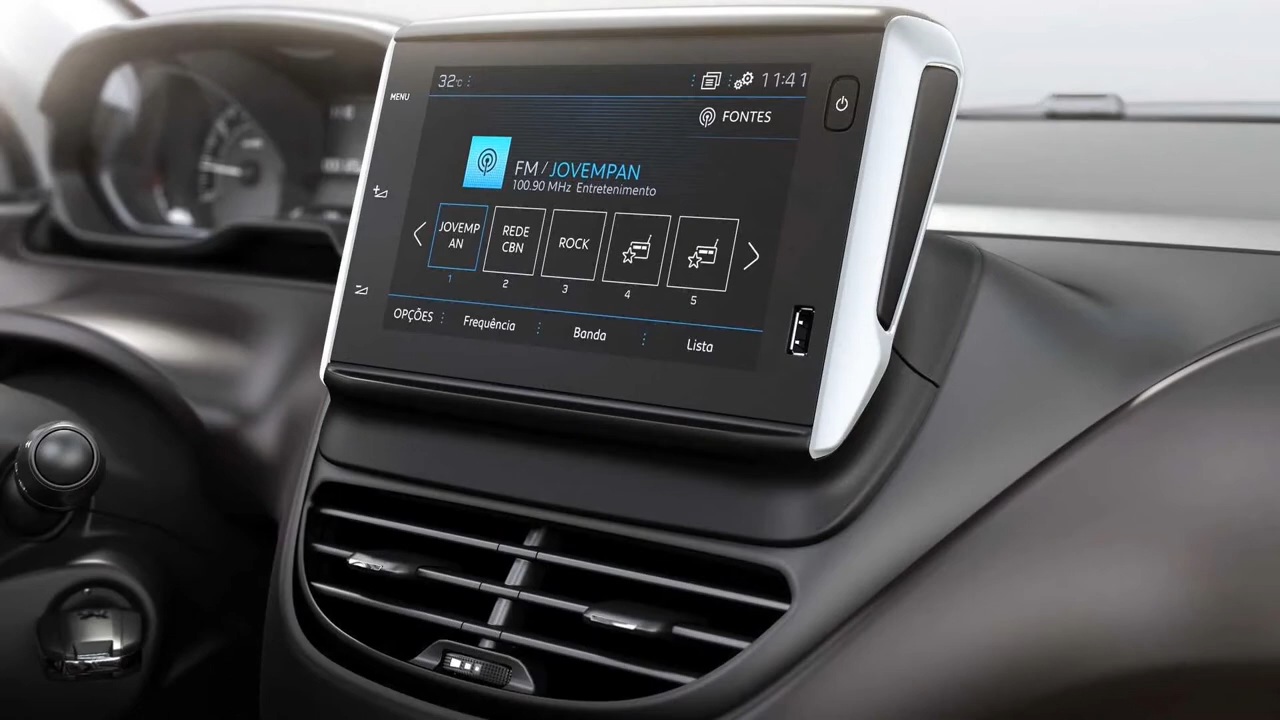 32°C
11:41
MENU
FONTES
FM / JOVEMPAN
100.90 MHz Entretenimento
JOVEMP
AN
REDE
CBN
ROCK
1
2
3
4
5
OPÇÕES
Frequência
Banda
Lista